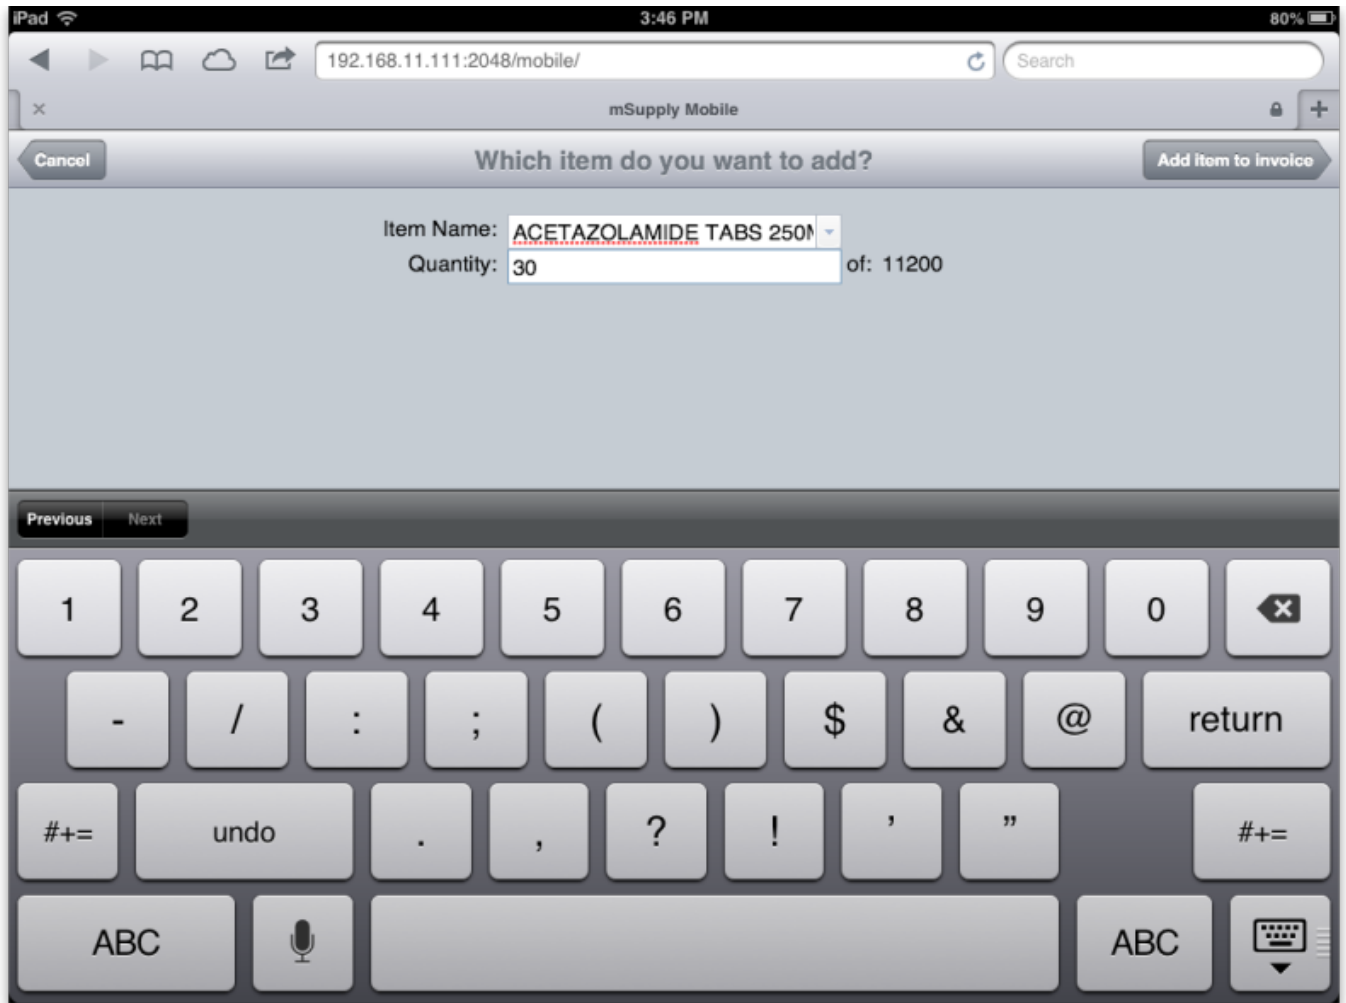 iPad 3:46 PM 80%
192.168.11.111:2048/mobile/ Search
mSupply Mobile
Cancel Which item do you want to add? Add item to invoice
Item Name: ACETAZOLAMIDE TABS 250
Quantity: 30 of: 11200
Previous Next
1 2 3 4 5 6 7 8 9 0
- / : ; ( ) $ & @ return
#+= undo . , ? ! ' " #+=
ABC ABC